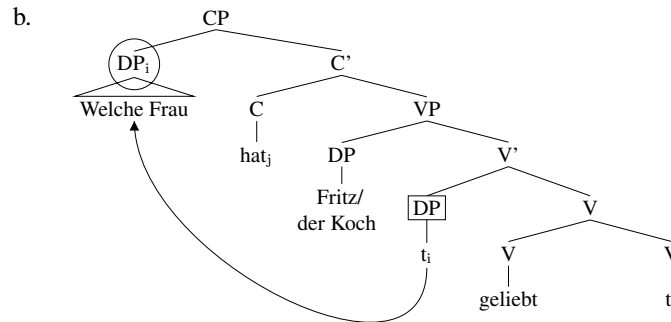 b.
CP
DPᵢ
C’
Welche Frau
C
VP
hatⱼ
DP
V’
Fritz/
der Koch
DP
V
tᵢ
V
geliebt